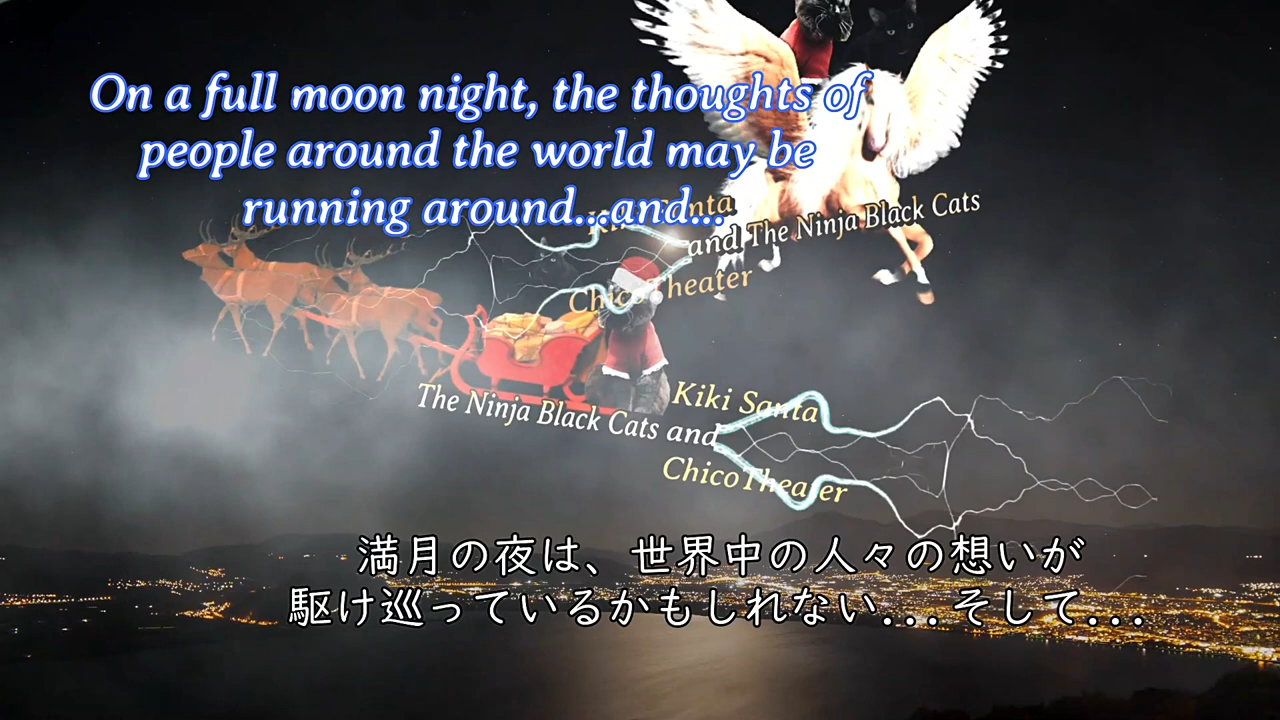 On a full moon night, the thoughts of
people around the world may be
running around...and...
Kiki Santa
and The Ninja Black Cats
ChicoTheater
Kiki Santa
The Ninja Black Cats and
ChicoTheater
満月の夜は、世界中の人々の想いが
駆け巡っているかもしれない...そして...